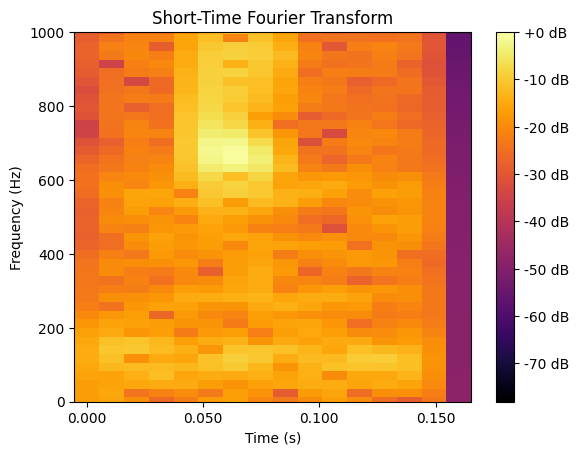 Short-Time Fourier Transform
1000
800
600
400
200
0
Frequency (Hz)
0.000
0.050
0.100
0.150
Time (s)
+0 dB
-10 dB
-20 dB
-30 dB
-40 dB
-50 dB
-60 dB
-70 dB